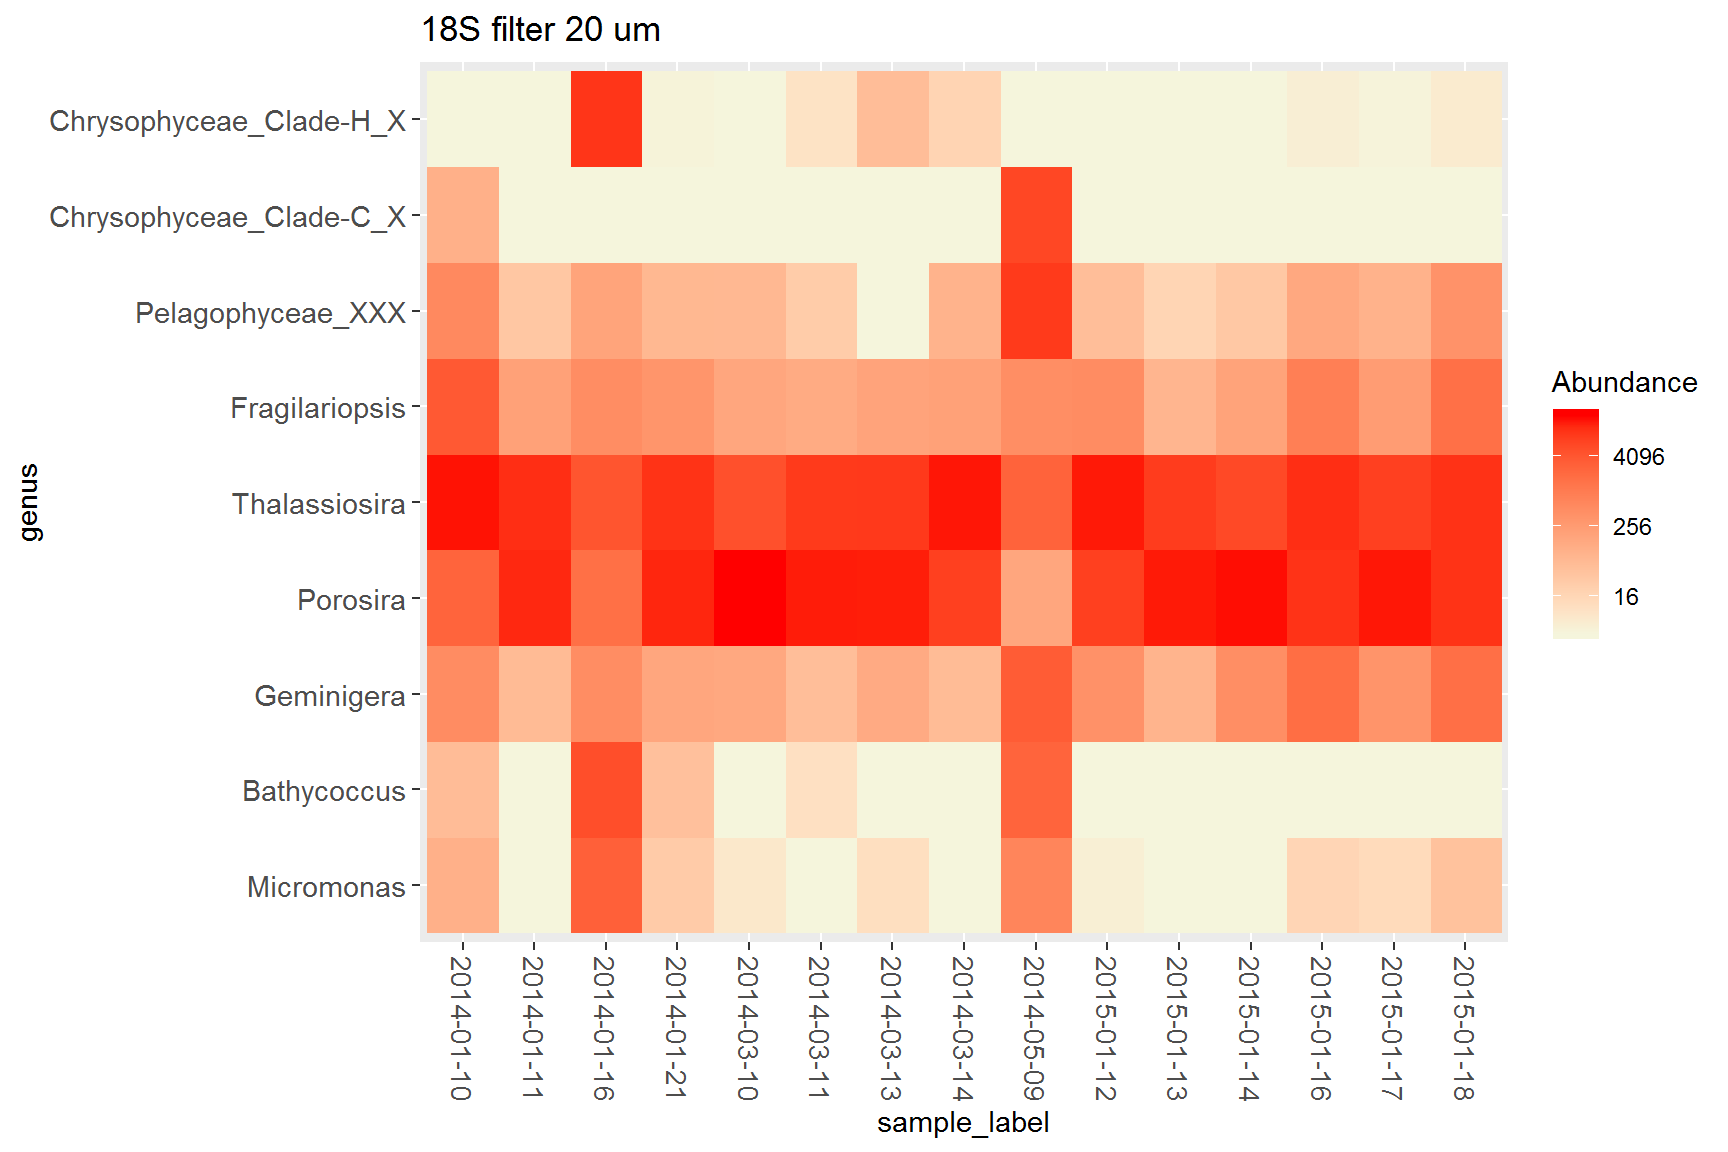 18S filter 20 um
Chrysophyceae_Clade-H_X
Chrysophyceae_Clade-C_X
Pelagophyceae_XXX
Fragilariopsis
Thalassiosira
Porosira
Geminigera
Bathycoccus
Micromonas
genus
2014-01-10
2014-01-11
2014-01-16
2014-01-21
2014-03-10
2014-03-11
2014-03-13
2014-03-14
2014-05-09
2015-01-12
2015-01-13
2015-01-14
2015-01-16
2015-01-17
2015-01-18
sample_label
Abundance
4096
256
16